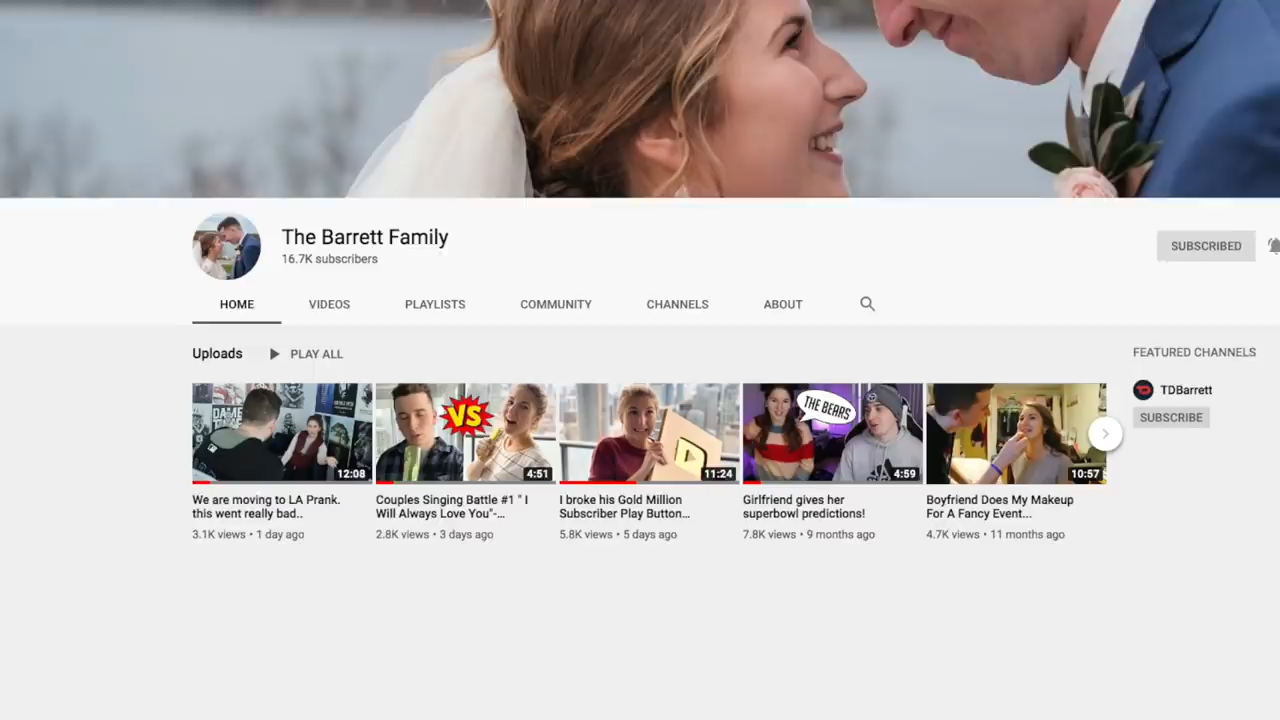 The Barrett Family
16.7K subscribers
SUBSCRIBED
HOME
VIDEOS
PLAYLISTS
COMMUNITY
CHANNELS
ABOUT
Uploads
PLAY ALL
FEATURED CHANNELS
TDBarrett
SUBSCRIBE
DAME
TIME
12:08
We are moving to LA Prank.
this went really bad..
3.1K views • 1 day ago
VS
4:51
Couples Singing Battle #1 " I
Will Always Love You"-...
2.8K views • 3 days ago
11:24
I broke his Gold Million
Subscriber Play Button...
5.8K views • 5 days ago
THE BEARS
4:59
Girlfriend gives her
superbowl predictions!
7.8K views • 9 months ago
10:57
Boyfriend Does My Makeup
For A Fancy Event...
4.7K views • 11 months ago